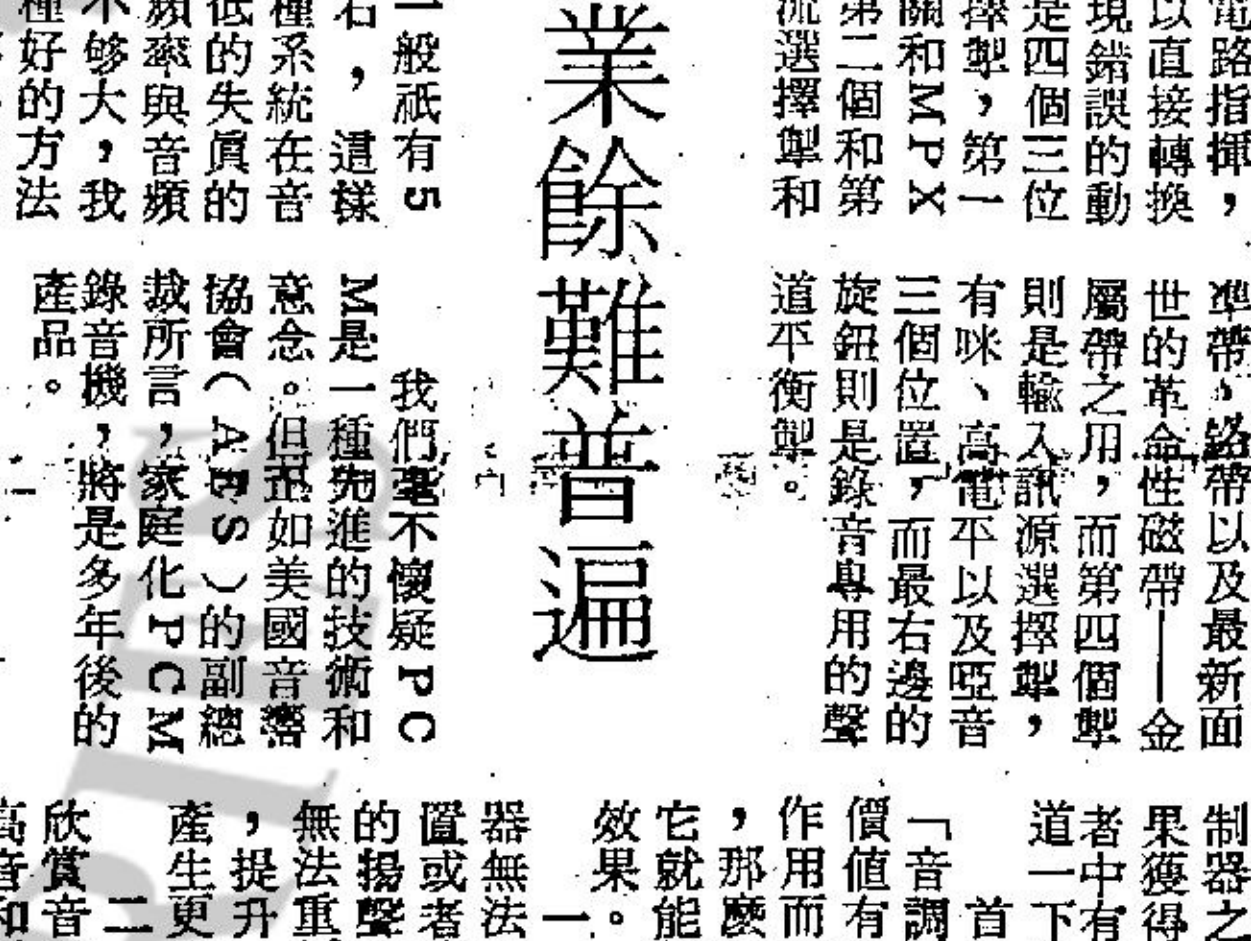 電路指揮，
以直接轉換
現錯誤的動
是四個三位
擇掣，第一
關和MPX
第二個和第
流選擇掣和
準帶、鉻帶以及最新面
世的革命性磁帶——金
屬帶之用，而第四個掣
則是輸入訊源選擇掣，
有咪、高電平以及啞音
三個位置，而最右邊的
旋鈕則是錄音專用的聲
道平衡掣。
業餘難普遍
一般祇有5
右，這樣
種系統在音
低的失眞的
頻率與音頻
不够大，我
種好的方法
我們毫不懷疑PC
M是一種先進的技術和
意念。但正如美國音響
協會（AES）的副總
裁所言，家庭化PCM
錄音機，將是多年後的
產品。
制器之
果獲得
者中有
道一下
首
「音調
價值有
作用而
，那麼
它就能
效果。
一
器無法
置或者
的揚聲
無法重
，提升
產生更
二
欣賞音
高音和